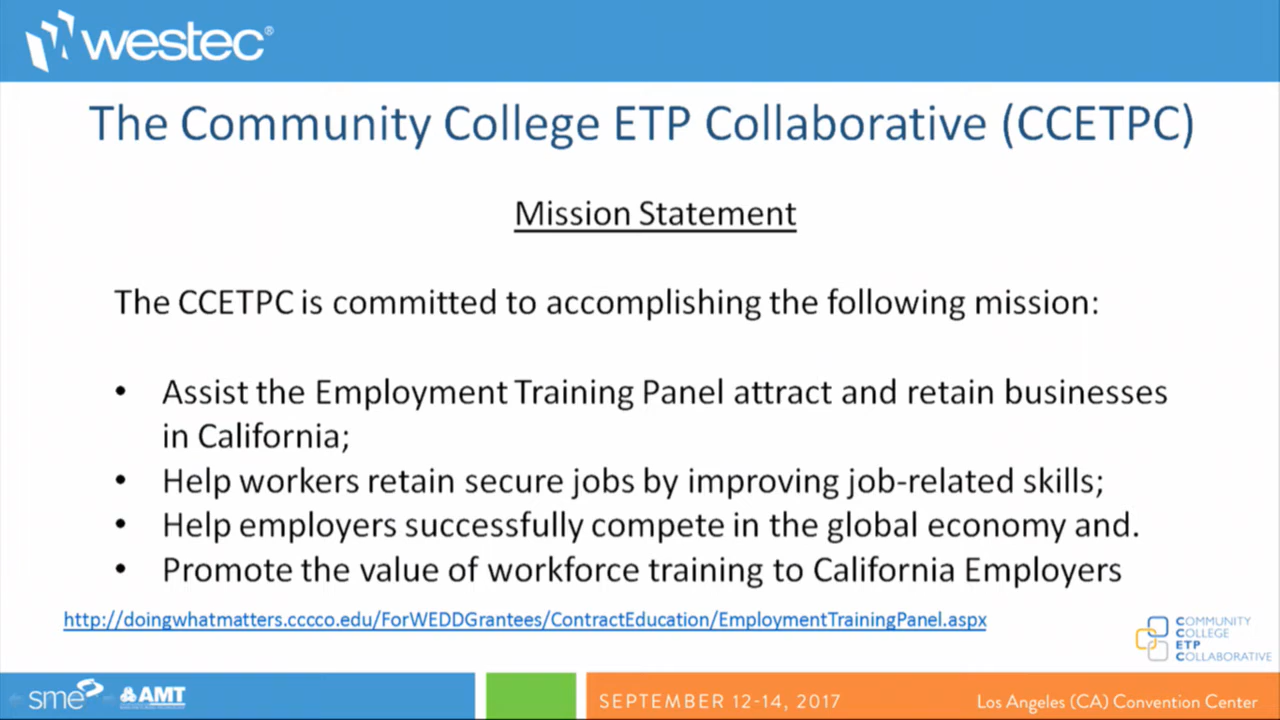 westec®
The Community College ETP Collaborative (CCETPC)
Mission Statement
The CCETPC is committed to accomplishing the following mission:
• Assist the Employment Training Panel attract and retain businesses
in California;
• Help workers retain secure jobs by improving job-related skills;
• Help employers successfully compete in the global economy and.
• Promote the value of workforce training to California Employers
http://doingwhatmatters.cccco.edu/ForWEDDGrantees/ContractEducation/EmploymentTrainingPanel.aspx
COMMUNITY
COLLEGE
ETP
COLLABORATIVE
sme &AMT
SEPTEMBER 12-14, 2017
Los Angeles (CA) Convention Center